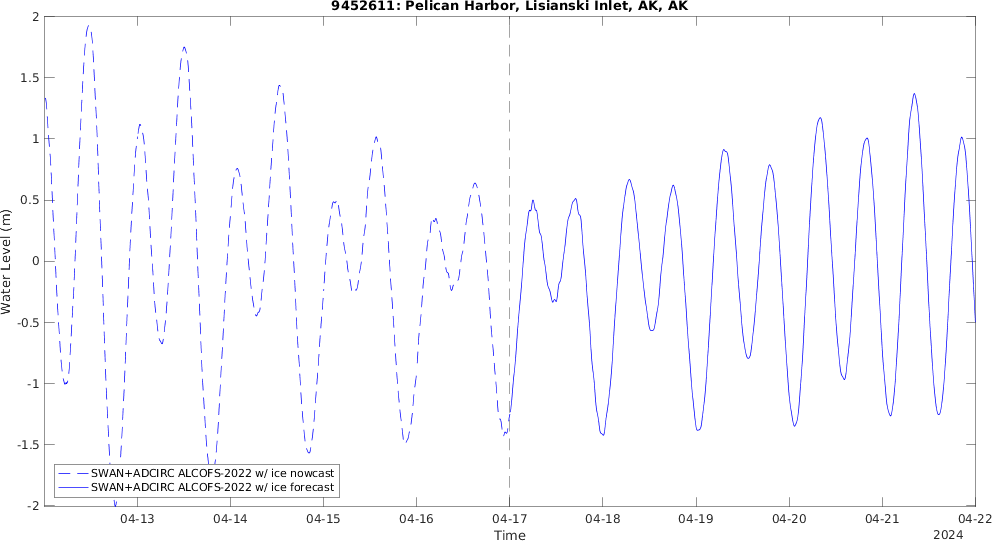 9452611: Pelican Harbor, Lisianski Inlet, AK, AK
Water Level (m)
2
1.5
1
0.5
0
-0.5
-1
-1.5
-2
SWAN+ADCIRC ALCOFS-2022 w/ ice nowcast
SWAN+ADCIRC ALCOFS-2022 w/ ice forecast
04-13 04-14 04-15 04-16 04-17 04-18 04-19 04-20 04-21 04-22
Time
2024